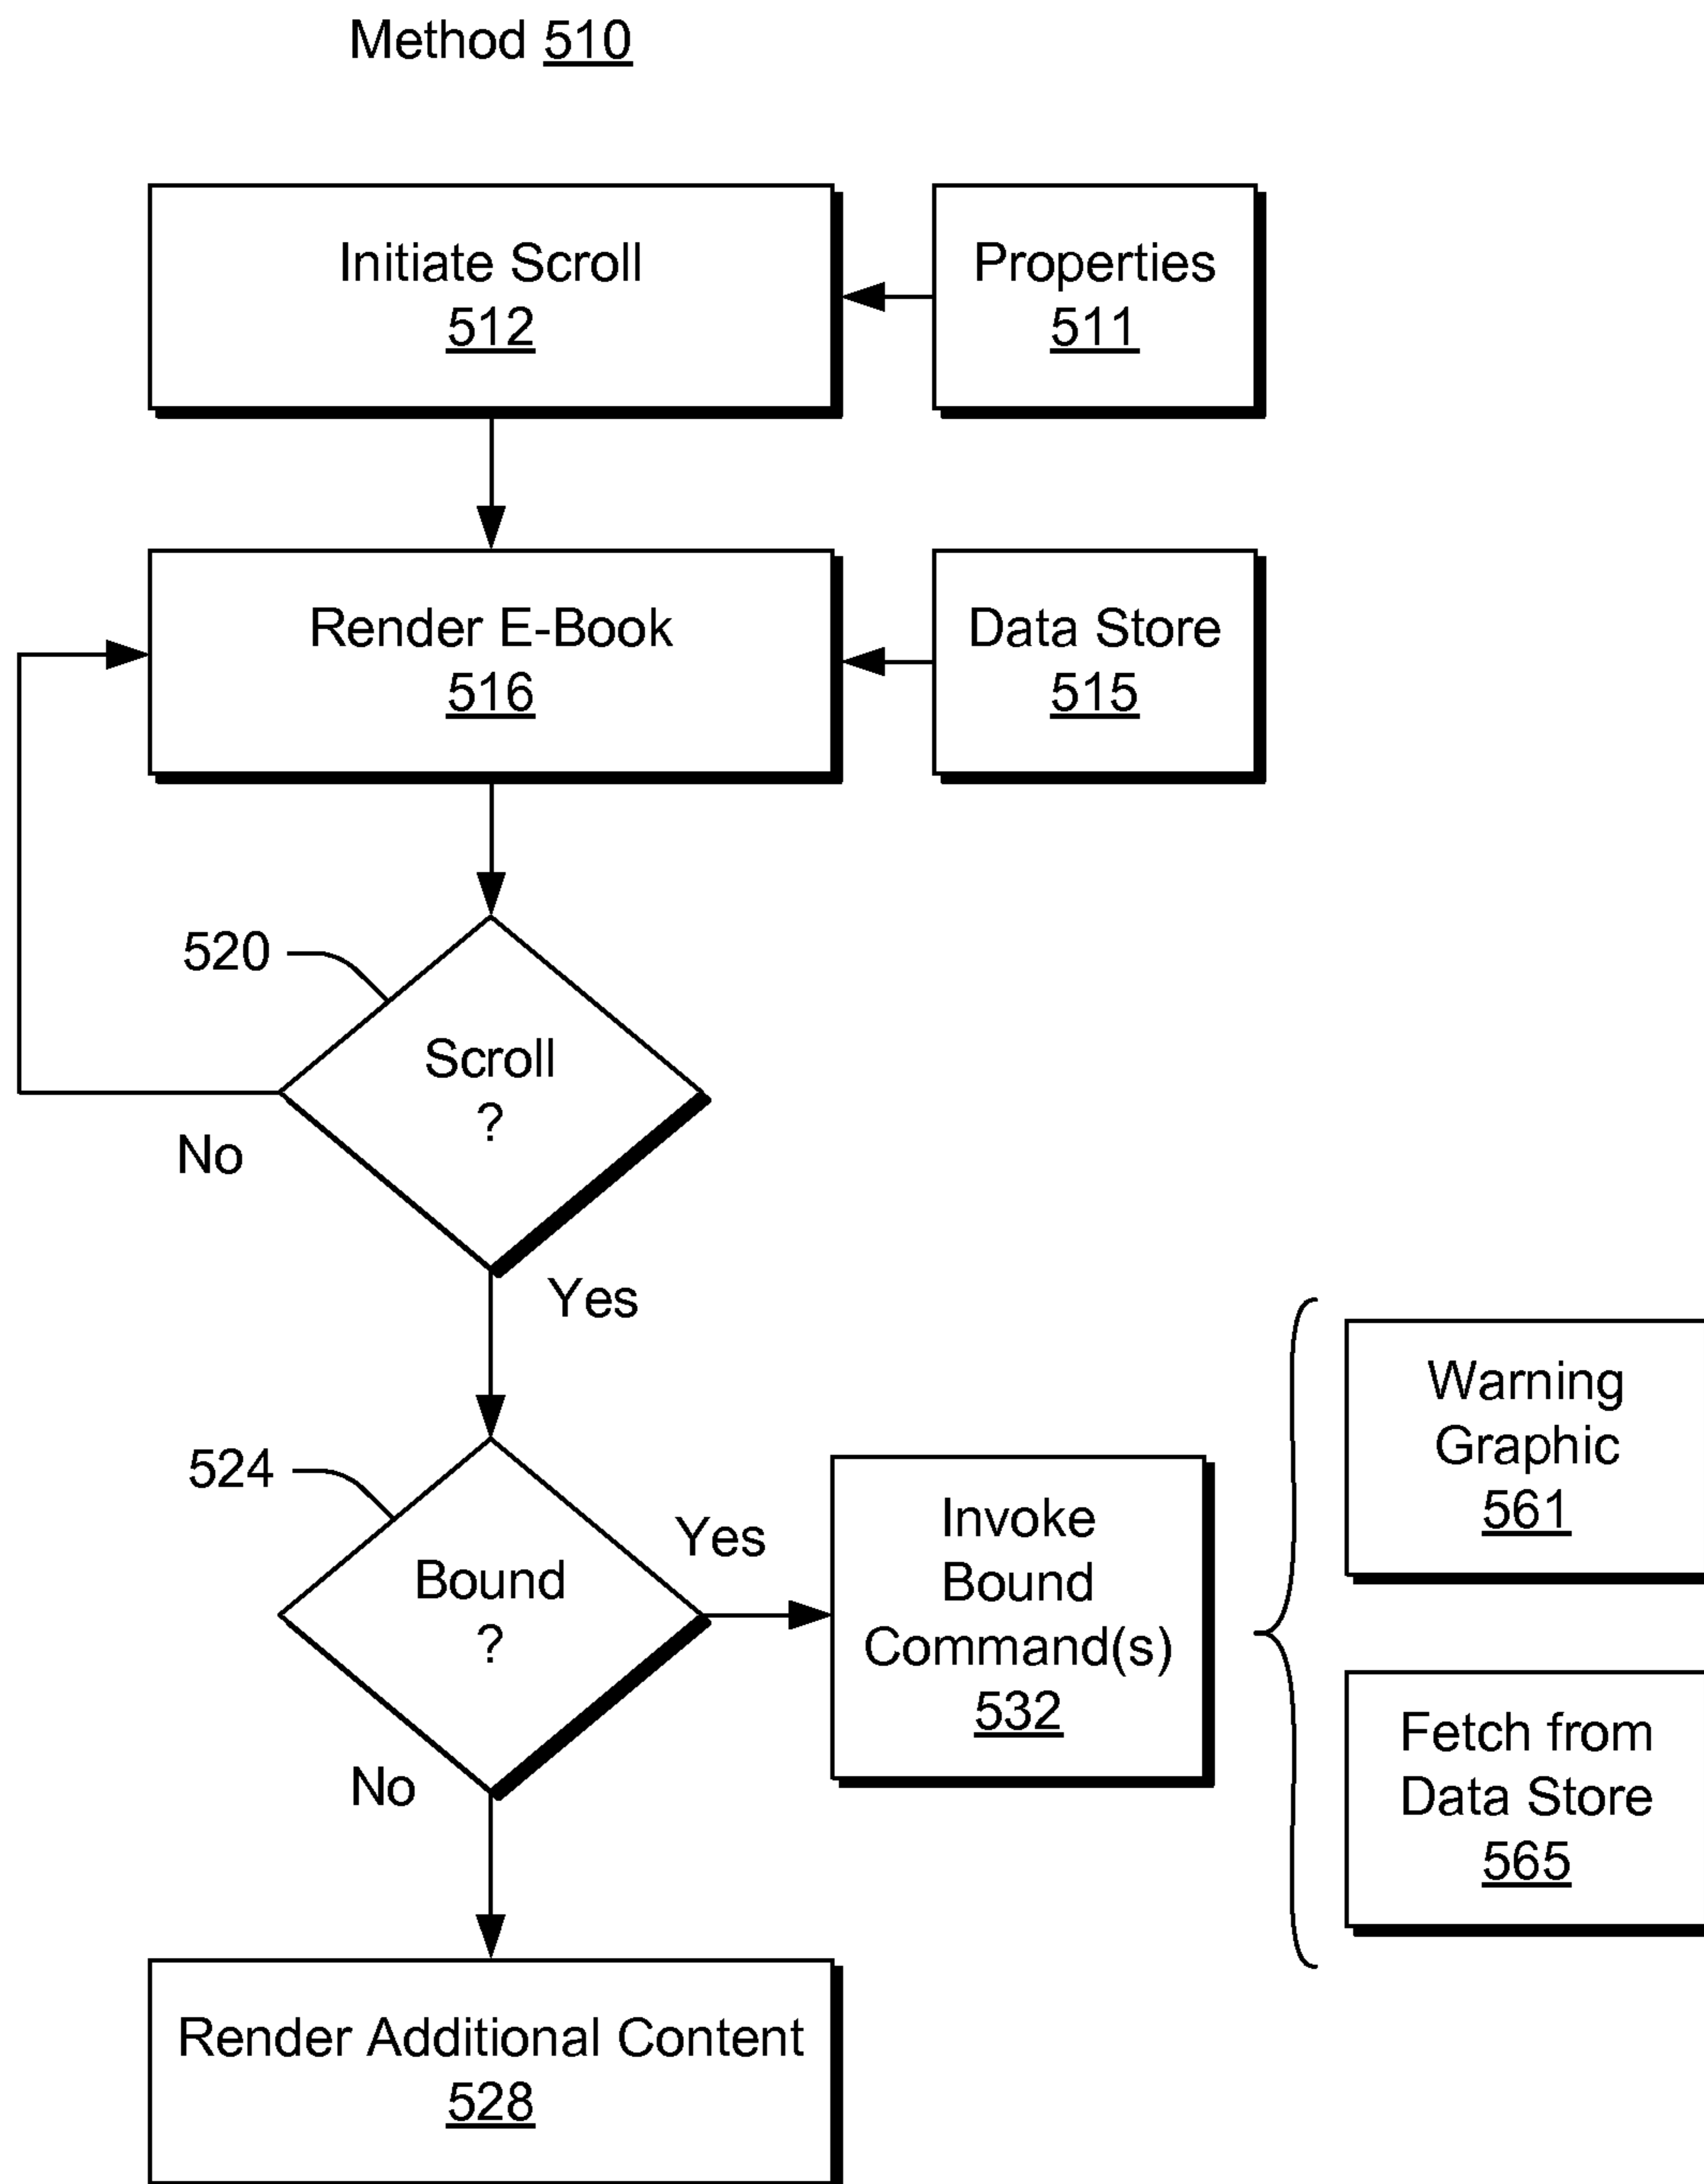 Method 510
Initiate Scroll
512
Properties
511
Render E-Book
516
Data Store
515
520
Scroll
?
No
Yes
524
Bound
?
Yes
No
Invoke
Bound
Command(s)
532
Warning
Graphic
561
Fetch from
Data Store
565
Render Additional Content
528